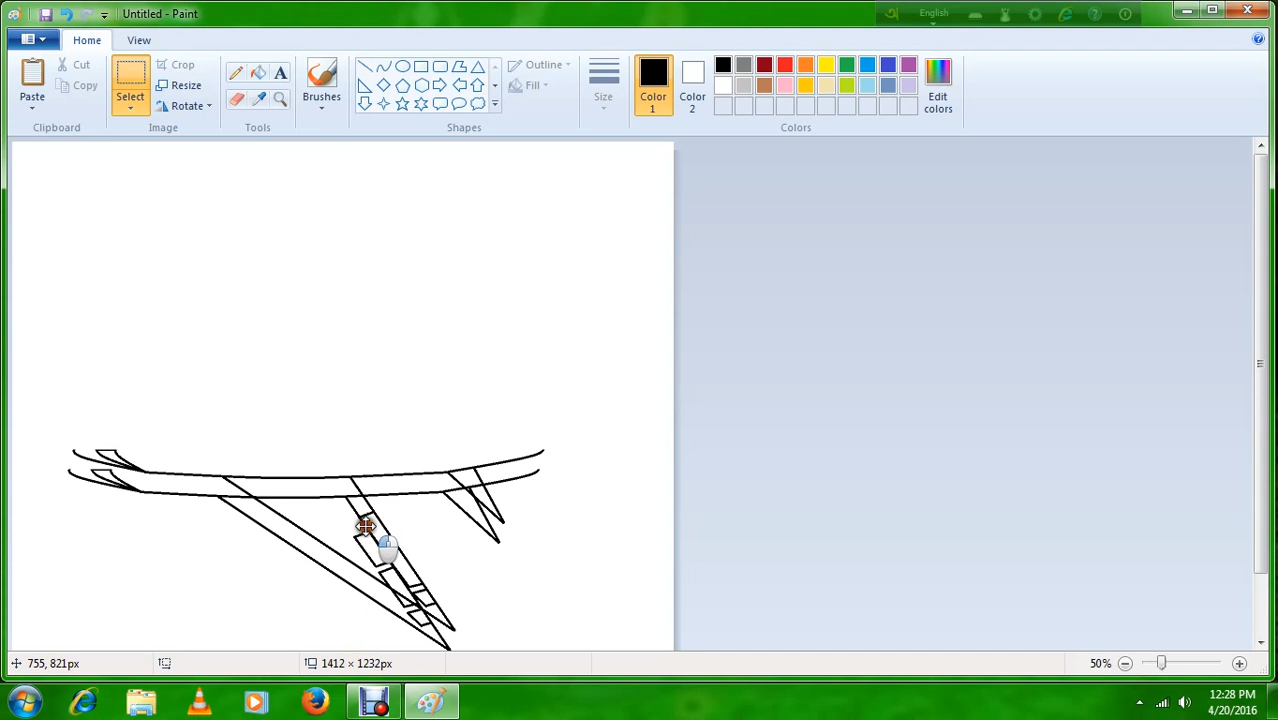 Untitled - Paint
English
Home
View
Paste
Cut
Copy
Clipboard
Select
Crop
Resize
Rotate
Image
A
Tools
Brushes
Outline
Fill
Shapes
Size
Color
1
Color
2
Edit
colors
Colors
755, 821px
1412 × 1232px
50%
12:28 PM
4/20/2016